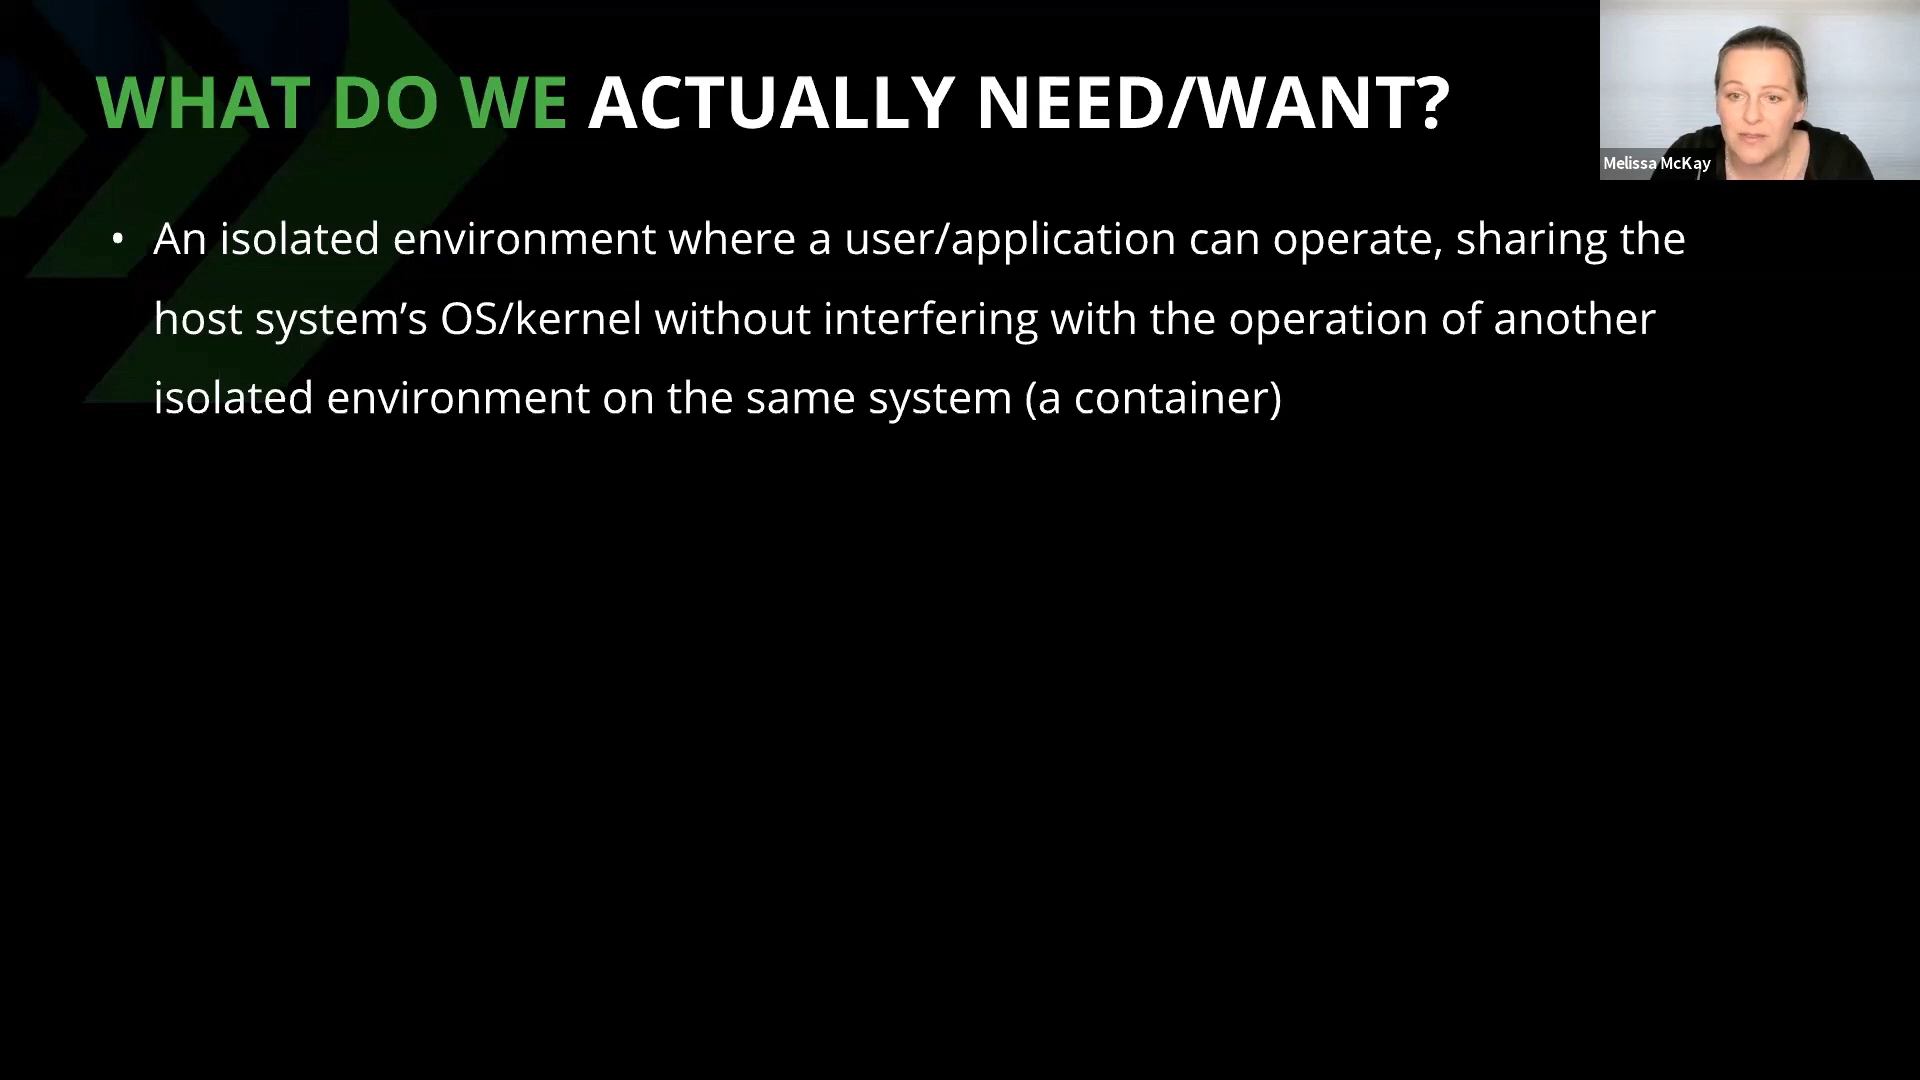 WHAT DO WE ACTUALLY NEED/WANT?
Melissa McKay
• An isolated environment where a user/application can operate, sharing the
host system’s OS/kernel without interfering with the operation of another
isolated environment on the same system (a container)